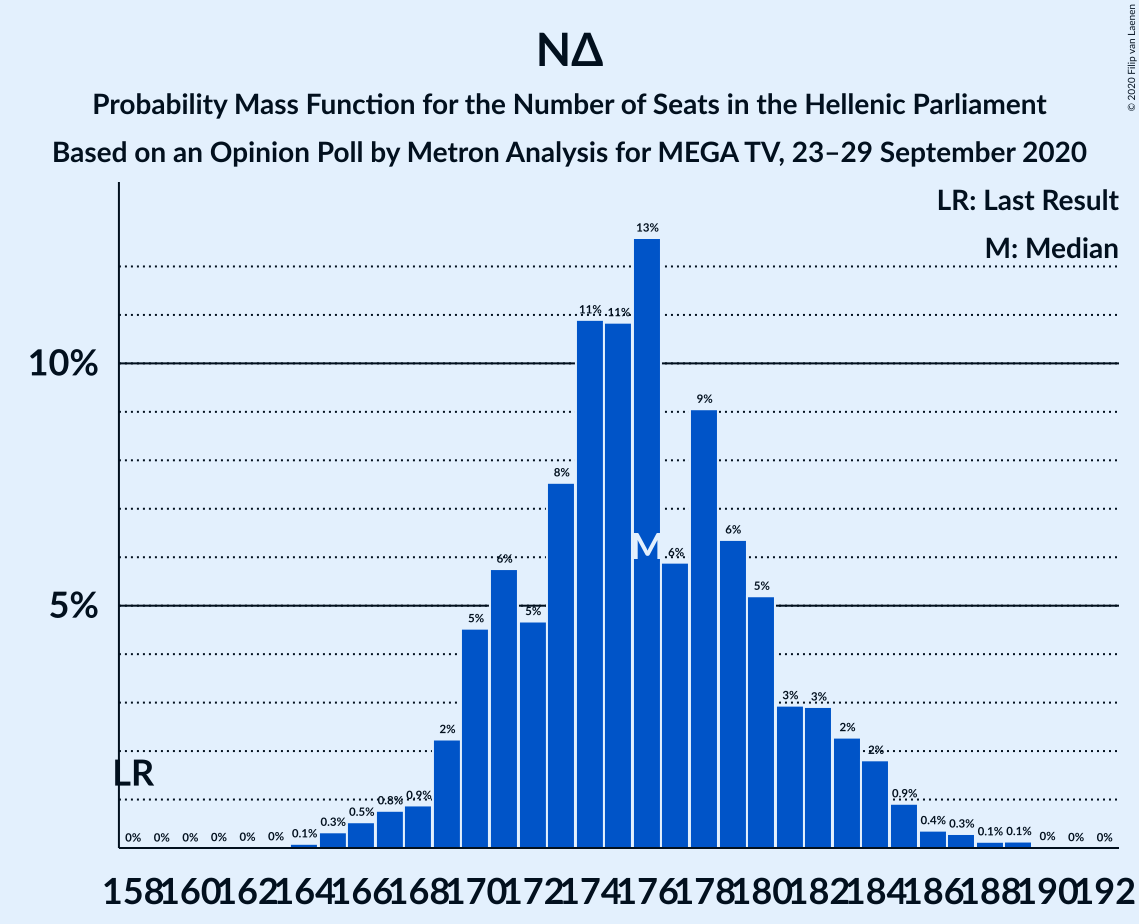 © 2020 Filip van Laenen
ΝΔ
Probability Mass Function for the Number of Seats in the Hellenic Parliament
Based on an Opinion Poll by Metron Analysis for MEGA TV, 23–29 September 2020
LR: Last Result
M: Median
10%
5%
0% 0% 0% 0% 0% 0% 0.1% 0.3% 0.5% 0.8% 0.9% 2% 5% 6% 5% 8% 11% 11% 13% 6% 9% 6% 5% 3% 3% 2% 2% 0.9% 0.4% 0.3% 0.1% 0.1% 0% 0% 0%
M
LR
158 160 162 164 166 168 170 172 174 176 178 180 182 184 186 188 190 192